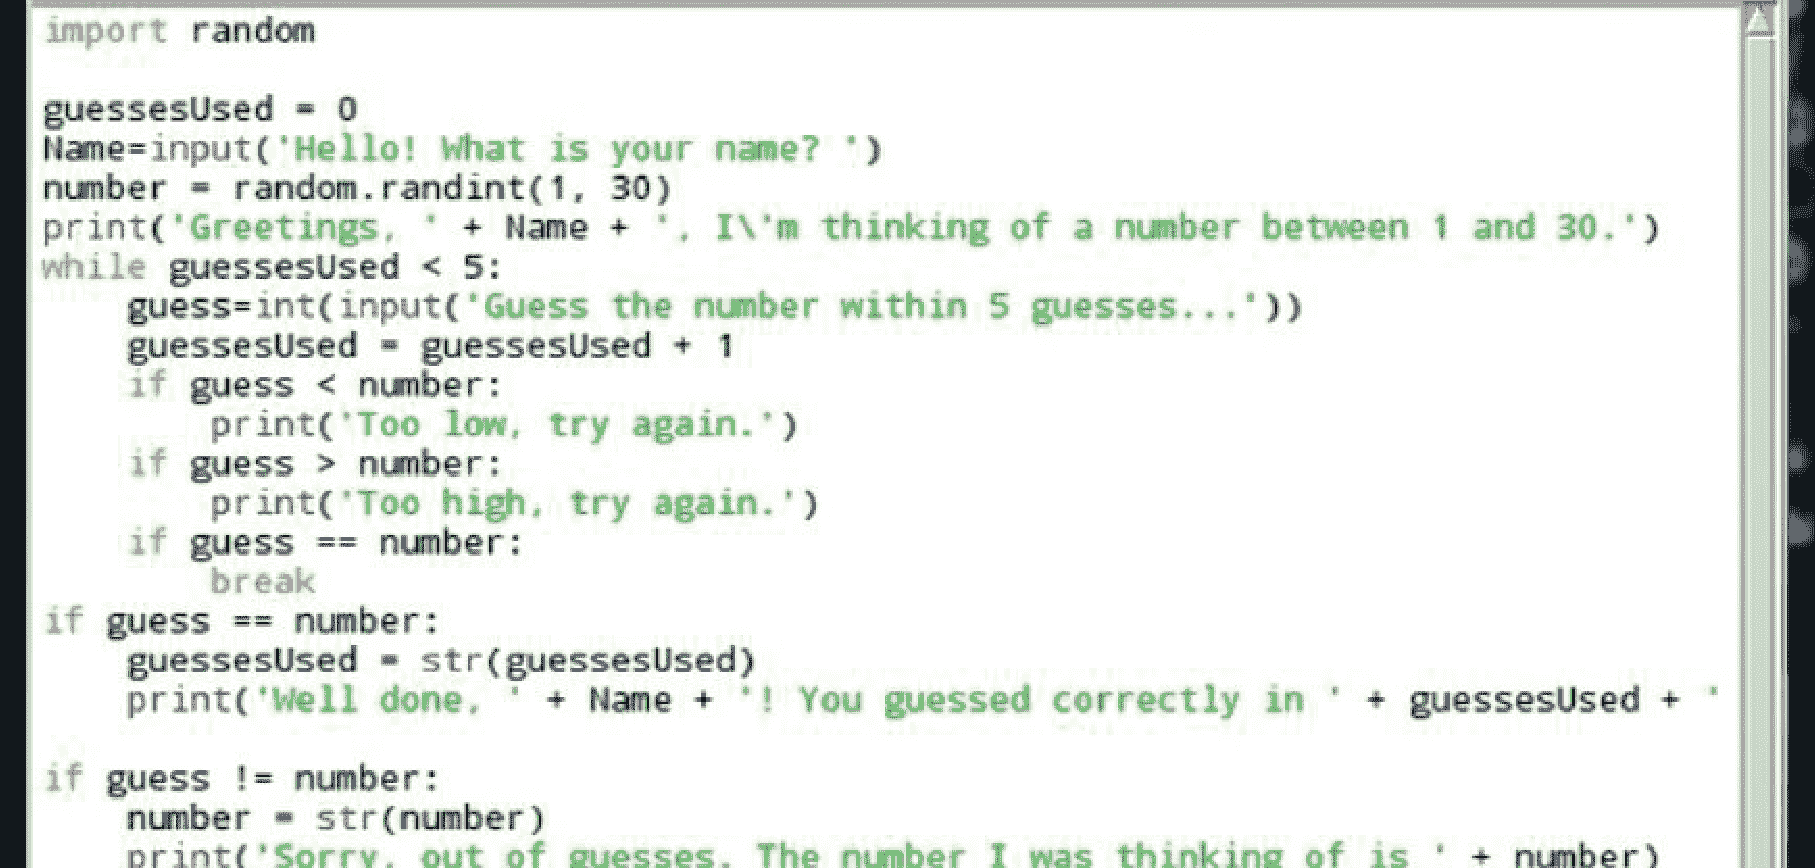 import random

guessesUsed = 0
Name=input('Hello! What is your name? ')
number = random.randint(1, 30)
print('Greetings, ' + Name + ', I\'m thinking of a number between 1 and 30.')
while guessesUsed < 5:
    guess=int(input('Guess the number within 5 guesses...'))
    guessesUsed = guessesUsed + 1
    if guess < number:
        print('Too low, try again.')
    if guess > number:
        print('Too high, try again.')
    if guess == number:
        break
if guess == number:
    guessesUsed = str(guessesUsed)
    print('Well done, ' + Name + '! You guessed correctly in ' + guessesUsed + '

if guess != number:
    number = str(number)
    print('Sorry, out of guesses. The number I was thinking of is ' + number)